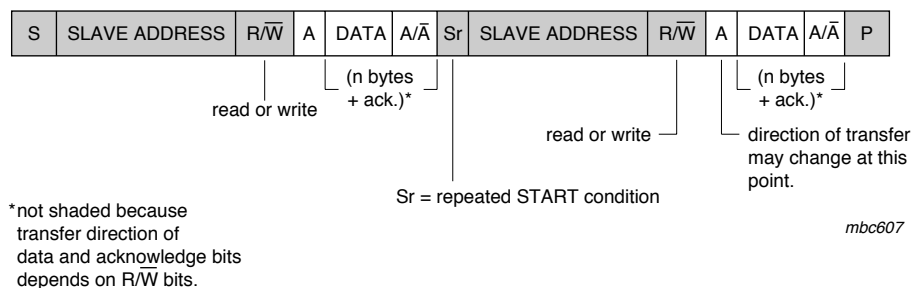 S SLAVE ADDRESS R/W̅ A DATA A/A̅ Sr SLAVE ADDRESS R/W̅ A DATA A/A̅ P
(n bytes
+ ack.)*
(n bytes
+ ack.)*
read or write
read or write
direction of transfer
may change at this
point.
Sr = repeated START condition
*not shaded because
transfer direction of
data and acknowledge bits
depends on R/W̅ bits.
mbc607